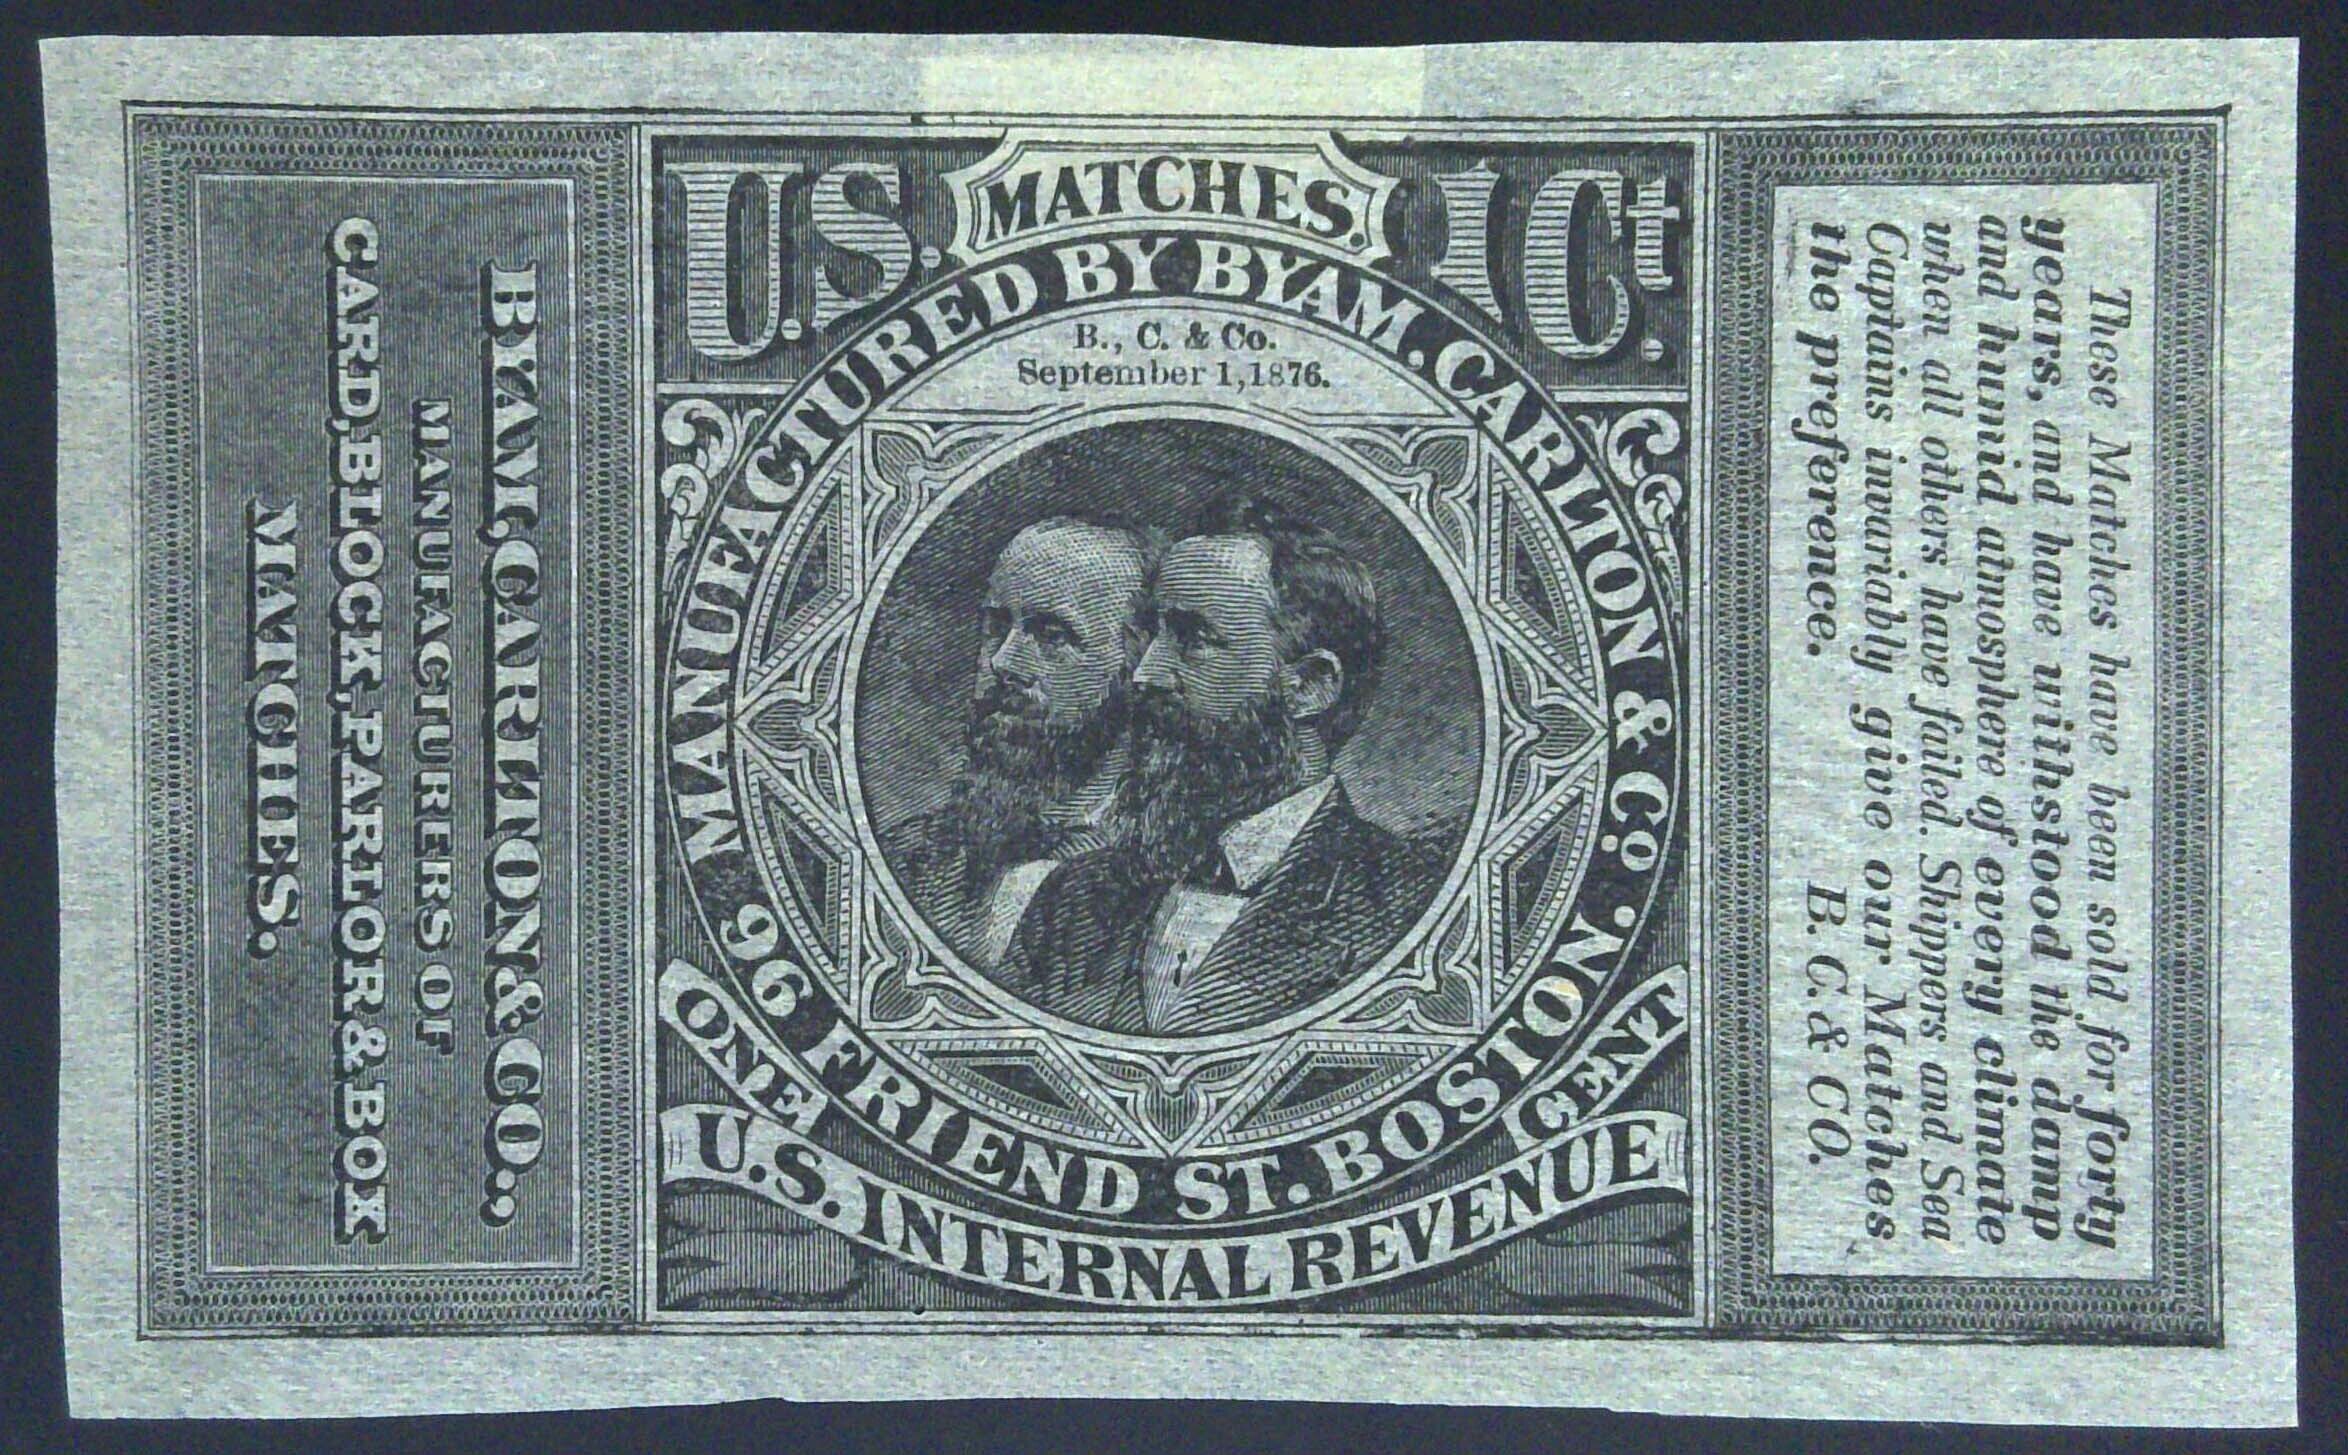 BYAM, CARLTON & CO.,
MANUFACTURERS OF
CARD, BLOCK, PARLOR & BOX
MATCHES.
U.S. MATCHES. 1 Ct.
MANUFACTURED BY BYAM. CARLTON & CO.
B., C. & Co.
September 1, 1876.
96 FRIEND ST. BOSTON.
ONE CENT
U.S. INTERNAL REVENUE
These Matches have been sold for forty
years, and have withstood the damp
and humid atmosphere of every climate
when all others have failed. Shippers and Sea
Captains invariably give our Matches
the preference. B. C. & CO.